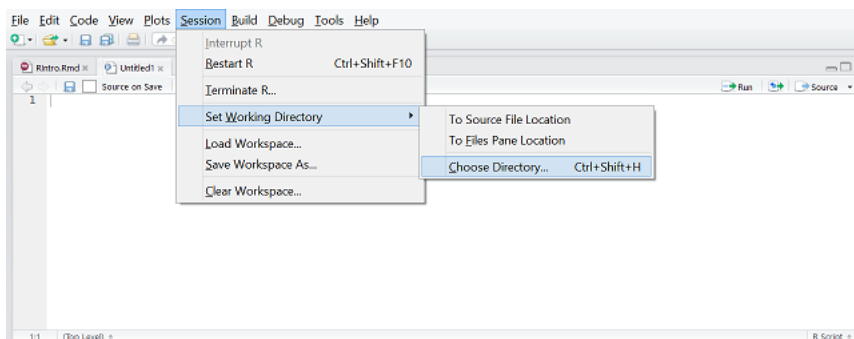 File Edit Code View Plots Session Build Debug Tools Help
Interrupt R
Restart R Ctrl+Shift+F10
RIntro.Rmd × Untitled1 ×
Source on Save Run Source
Terminate R...
1
Set Working Directory
To Source File Location
To Files Pane Location
Load Workspace...
Save Workspace As...
Choose Directory... Ctrl+Shift+H
Clear Workspace...
1:1 (Top Level) R Script